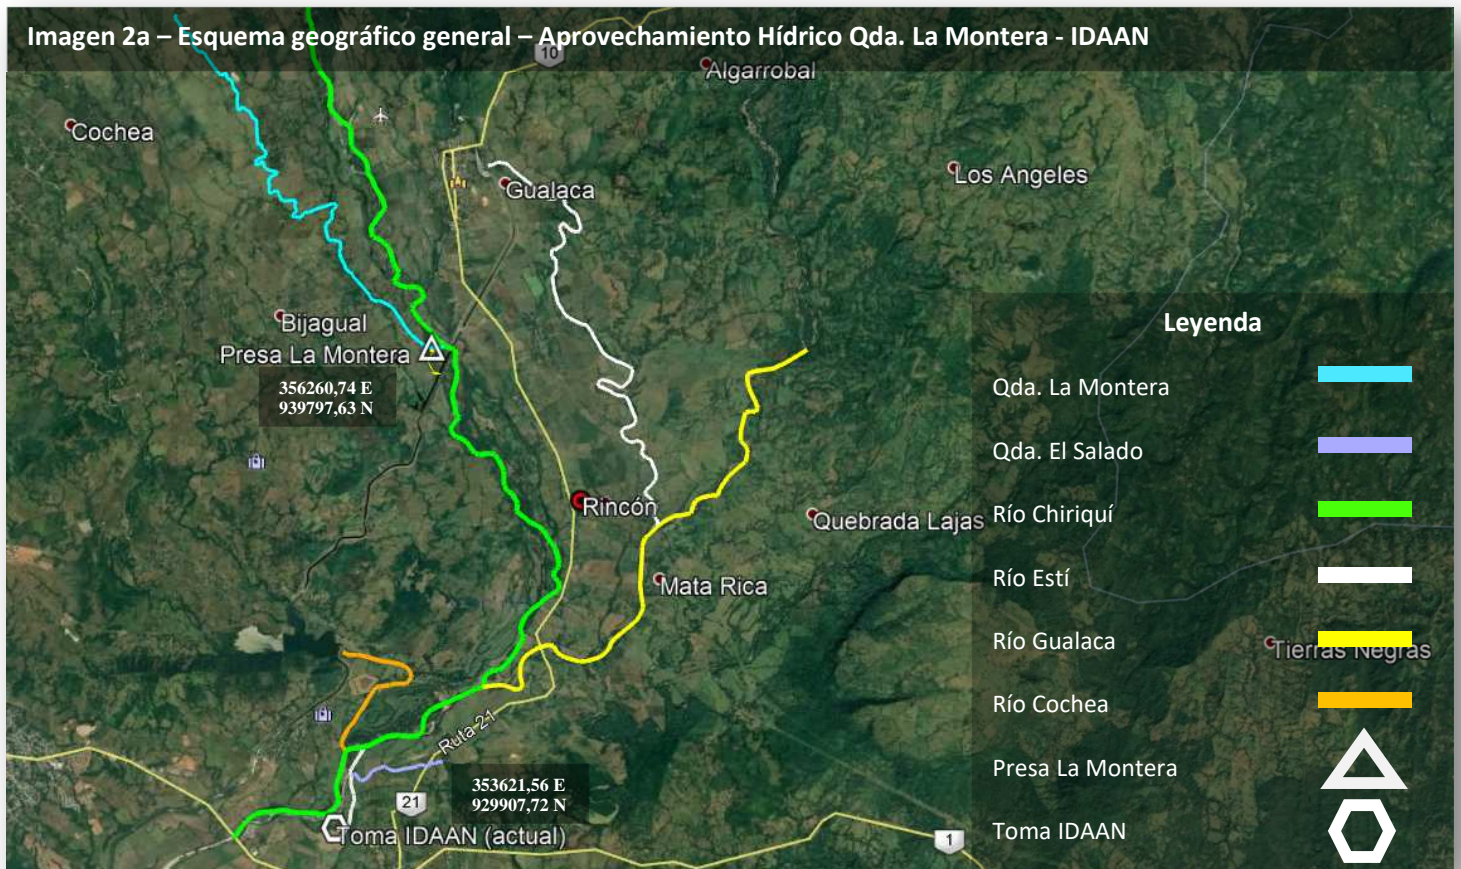 Imagen 2a – Esquema geográfico general – Aprovechamiento Hídrico Qda. La Montera - IDAAN
10
Algarrobal
Cochea
Los Angeles
Gualaca
Bijagual
Presa La Montera
356260,74 E
939797,63 N
Rincón
Quebrada Lajas
Mata Rica
Tierras Negras
Ruta 21
353621,56 E
929907,72 N
21
Toma IDAAN (actual)
1
Leyenda
Qda. La Montera
Qda. El Salado
Río Chiriquí
Río Estí
Río Gualaca
Río Cochea
Presa La Montera
Toma IDAAN